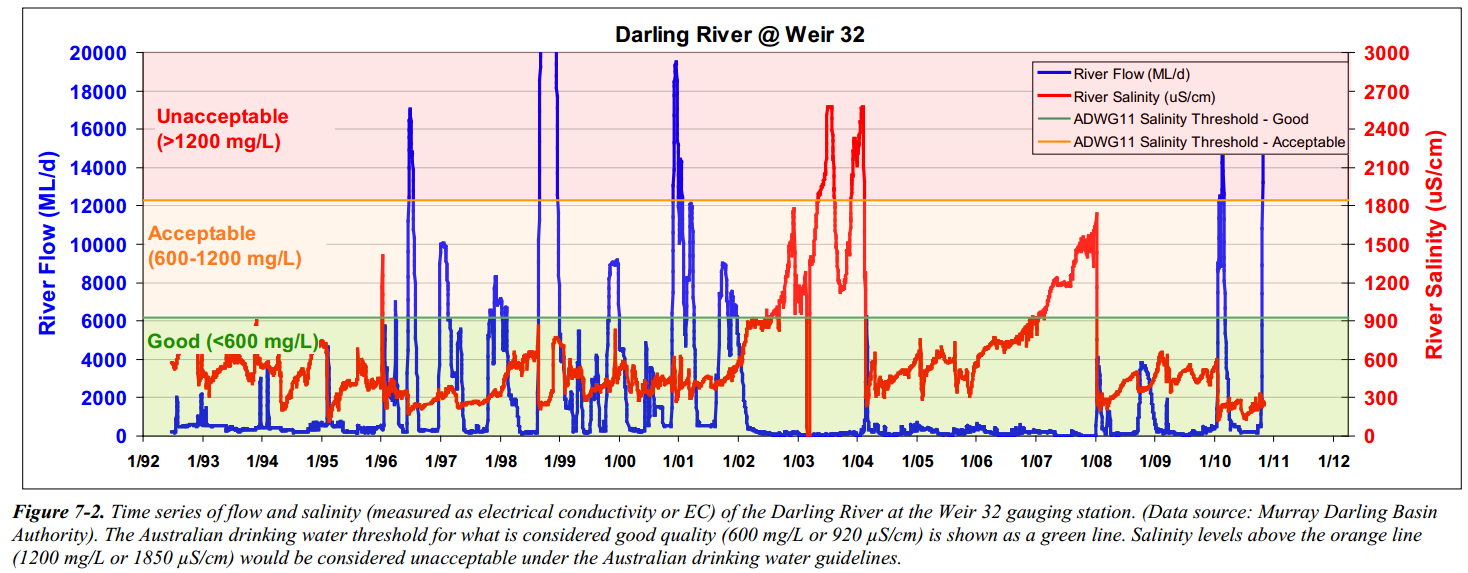 Darling River @ Weir 32
20000
18000
16000
14000
12000
10000
8000
6000
4000
2000
0
River Flow (ML/d)
3000
2700
2400
2100
1800
1500
1200
900
600
300
0
River Salinity (uS/cm)
River Flow (ML/d)
River Salinity (uS/cm)
ADWG11 Salinity Threshold - Good
ADWG11 Salinity Threshold - Acceptable
Unacceptable
(>1200 mg/L)
Acceptable
(600-1200 mg/L)
Good (<600 mg/L)
1/92 1/93 1/94 1/95 1/96 1/97 1/98 1/99 1/00 1/01 1/02 1/03 1/04 1/05 1/06 1/07 1/08 1/09 1/10 1/11 1/12
Figure 7-2. Time series of flow and salinity (measured as electrical conductivity or EC) of the Darling River at the Weir 32 gauging station. (Data source: Murray Darling Basin
Authority). The Australian drinking water threshold for what is considered good quality (600 mg/L or 920 µS/cm) is shown as a green line. Salinity levels above the orange line
(1200 mg/L or 1850 µS/cm) would be considered unacceptable under the Australian drinking water guidelines.